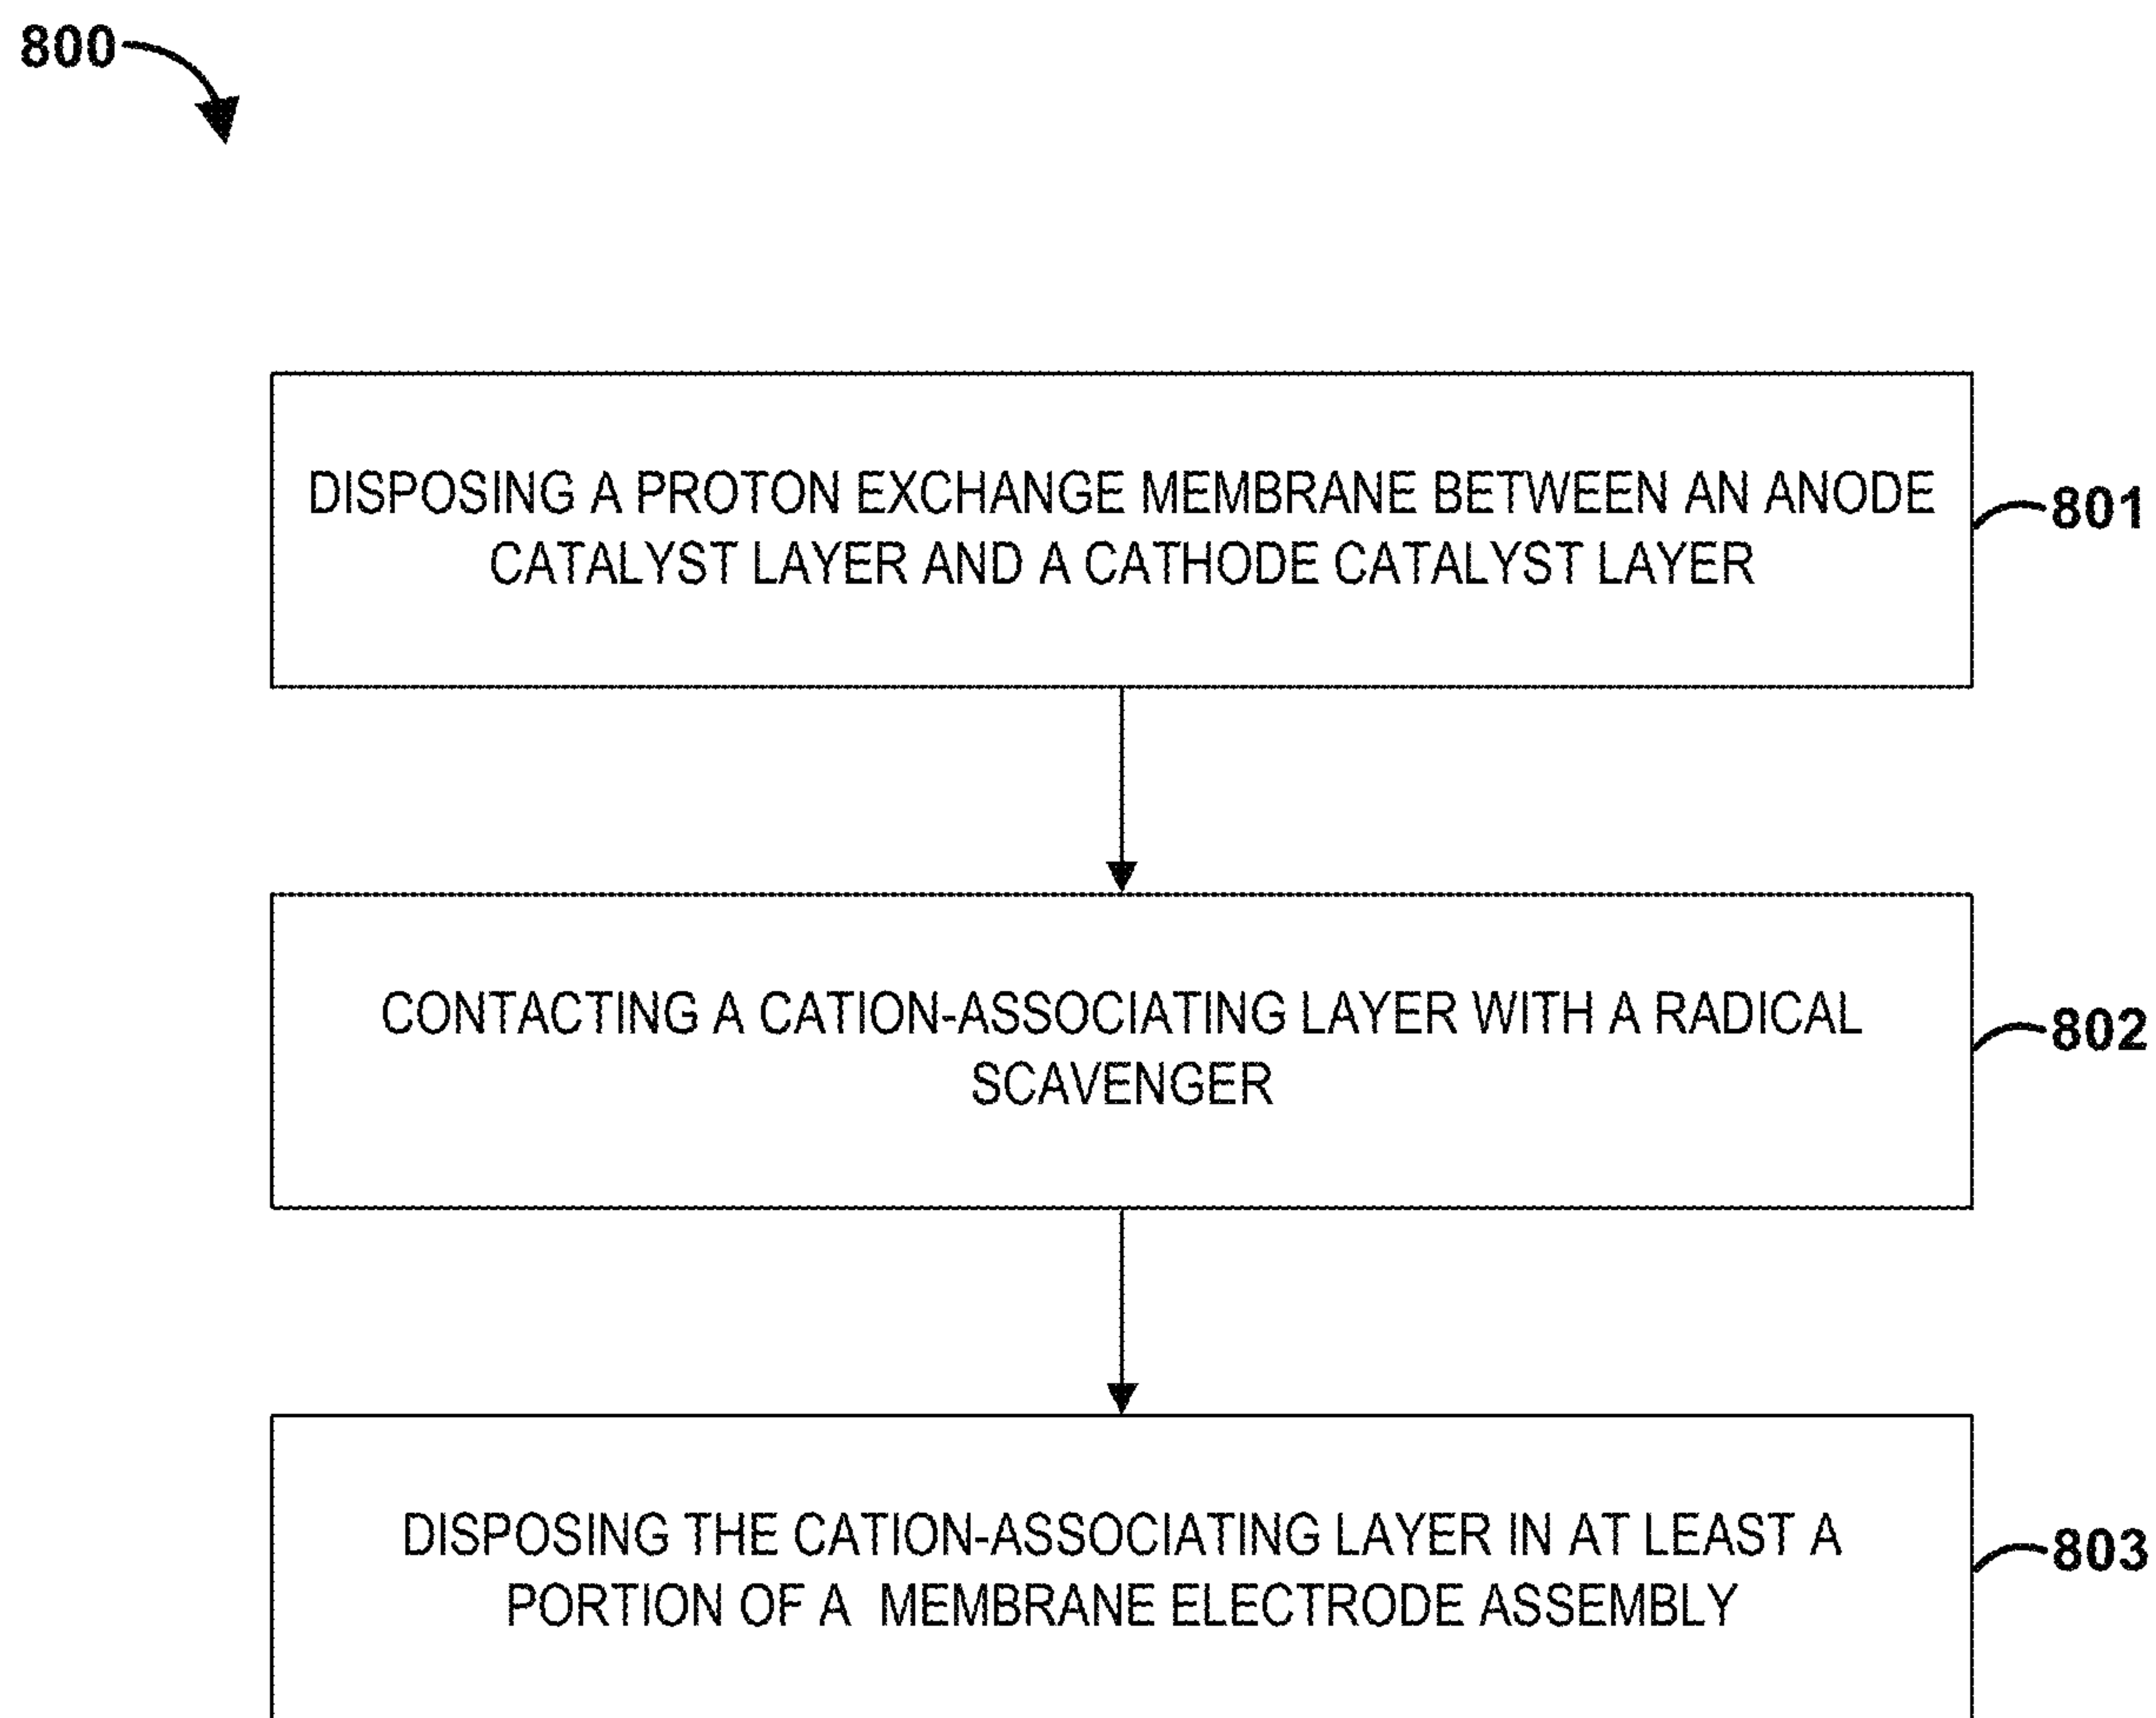 800
DISPOSING A PROTON EXCHANGE MEMBRANE BETWEEN AN ANODE
CATALYST LAYER AND A CATHODE CATALYST LAYER
801
CONTACTING A CATION-ASSOCIATING LAYER WITH A RADICAL
SCAVENGER
802
DISPOSING THE CATION-ASSOCIATING LAYER IN AT LEAST A
PORTION OF A MEMBRANE ELECTRODE ASSEMBLY
803